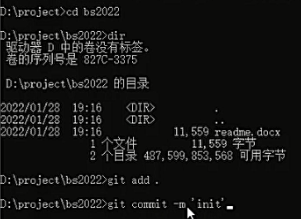 D:\project>cd bs2022
D:\project\bs2022>dir
驱动器 D 中的卷没有标签。
卷的序列号是 827C-3375
D:\project\bs2022 的目录
2022/01/28 19:16 <DIR> .
2022/01/28 19:16 <DIR> ..
2022/01/28 19:16 11,559 readme.docx
1 个文件 11,559 字节
2 个目录 487,599,853,568 可用字节
D:\project\bs2022>git add .
D:\project\bs2022>git commit -m 'init'